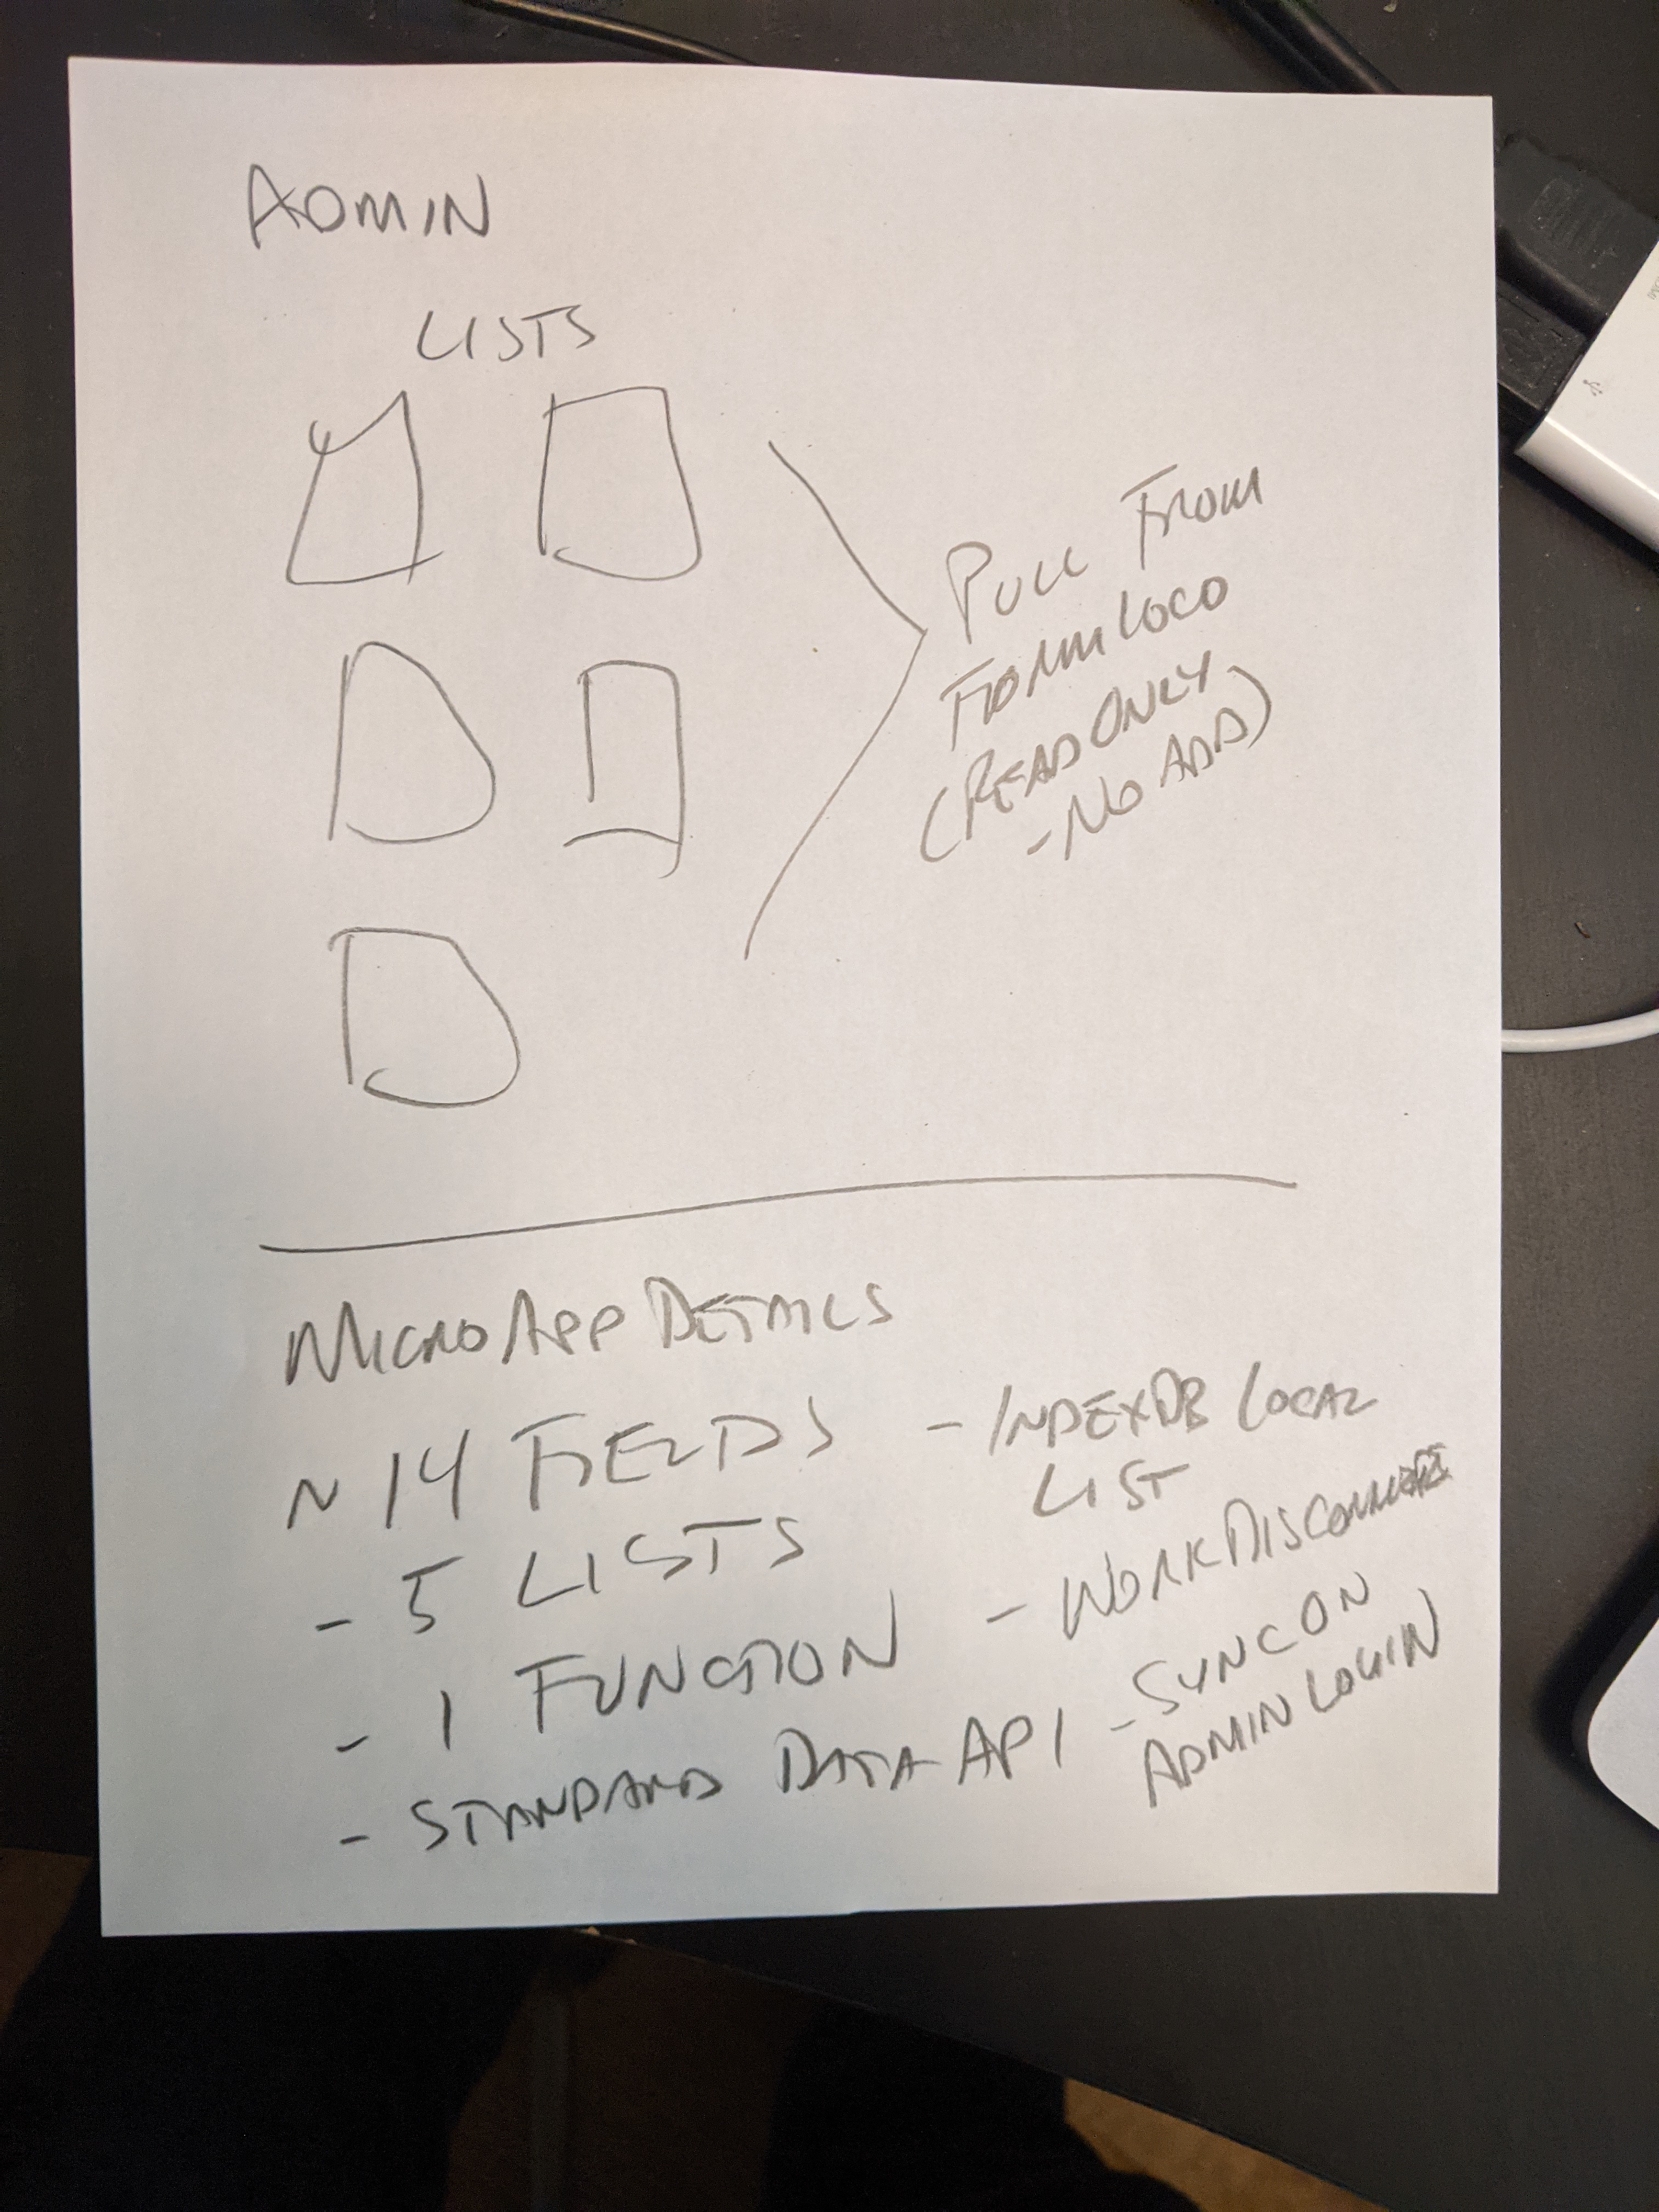 ADMIN
LISTS
PULL FROM
FORMLOCO
(READ ONLY
- NO ADD)
MICRO APP DETAILS
~ 14 FIELDS
- 5 LISTS
- 1 FUNCTION
- STANDARD DATA API
- INDEXDB LOCAL
LIST
- WORK DISCONNECTED
- SYNC ON
ADMIN LOGIN